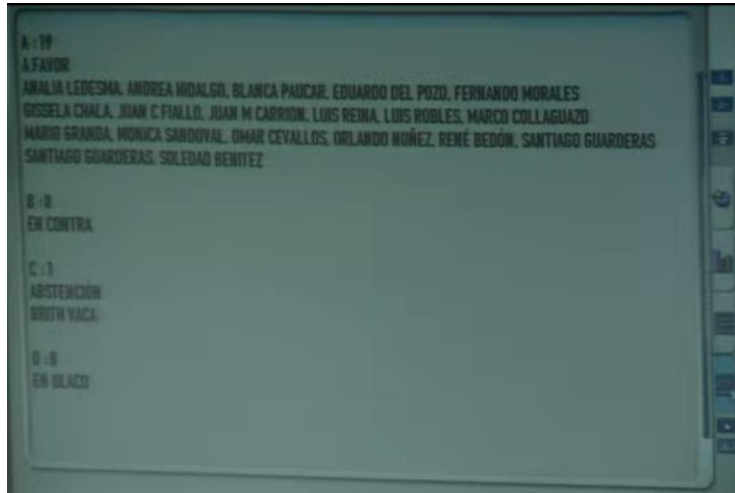 A : 19
A FAVOR
ANALIA LEDESMA, ANDREA HIDALGO, BLANCA PAUCAR, EDUARDO DEL POZO, FERNANDO MORALES
GISSELA CHALA, JUAN C FIALLO, JUAN M CARRION, LUIS REINA, LUIS ROBLES, MARCO COLLAGUAZO
MARIO GRANDA, MONICA SANDOVAL, OMAR CEVALLOS, ORLANDO NUÑEZ, RENÉ BEDÓN, SANTIAGO GUARDERAS
SANTIAGO GUARDERAS, SOLEDAD BENITEZ
B : 0
EN CONTRA
C : 1
ABSTENCIÓN
BRITH VACA
D : 0
EN BLACO